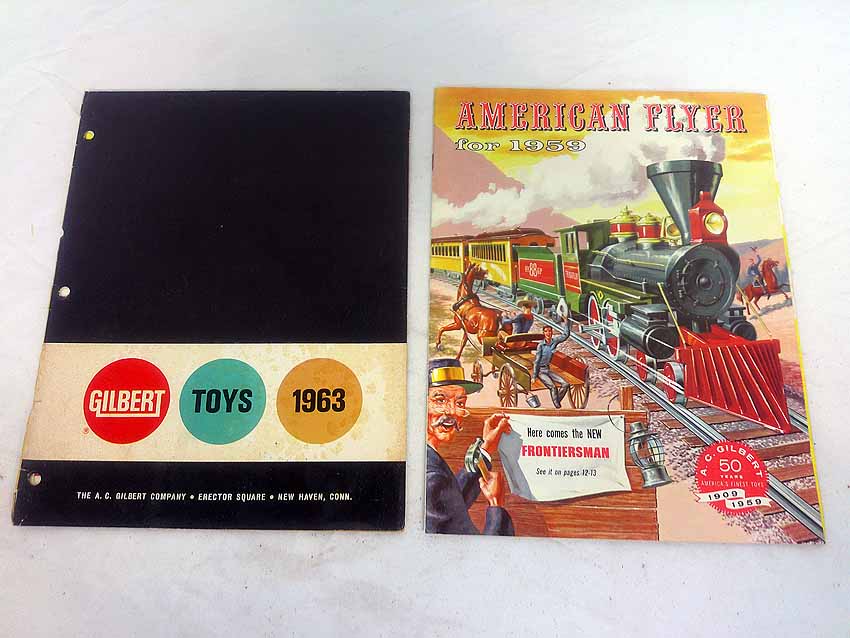 GILBERT
®
TOYS
1963
THE A. C. GILBERT COMPANY • ERECTOR SQUARE • NEW HAVEN, CONN.
AMERICAN FLYER
for 1959
88
Here comes the NEW
FRONTIERSMAN
See it on pages 12-13
A. C. GILBERT
50
YEARS
AMERICA'S FINEST TOYS
1909
1959